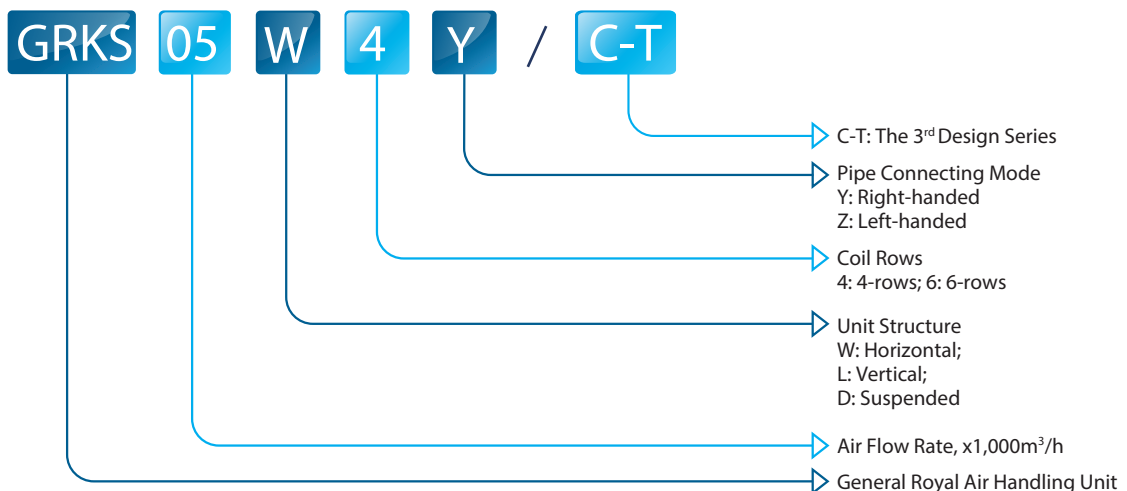 GRKS 05 W 4 Y / C-T
C-T: The 3rd Design Series
Pipe Connecting Mode
Y: Right-handed
Z: Left-handed
Coil Rows
4: 4-rows; 6: 6-rows
Unit Structure
W: Horizontal;
L: Vertical;
D: Suspended
Air Flow Rate, x1,000m³/h
General Royal Air Handling Unit